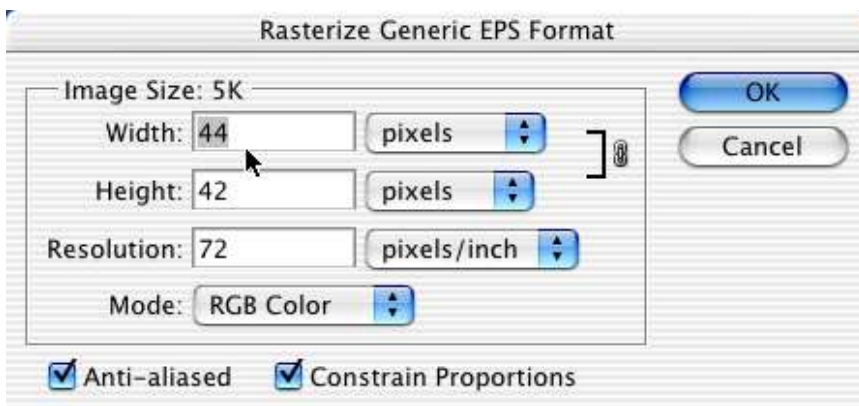 Rasterize Generic EPS Format
Image Size: 5K
Width: 44 pixels
Height: 42 pixels
Resolution: 72 pixels/inch
Mode: RGB Color
Anti-aliased Constrain Proportions
OK
Cancel